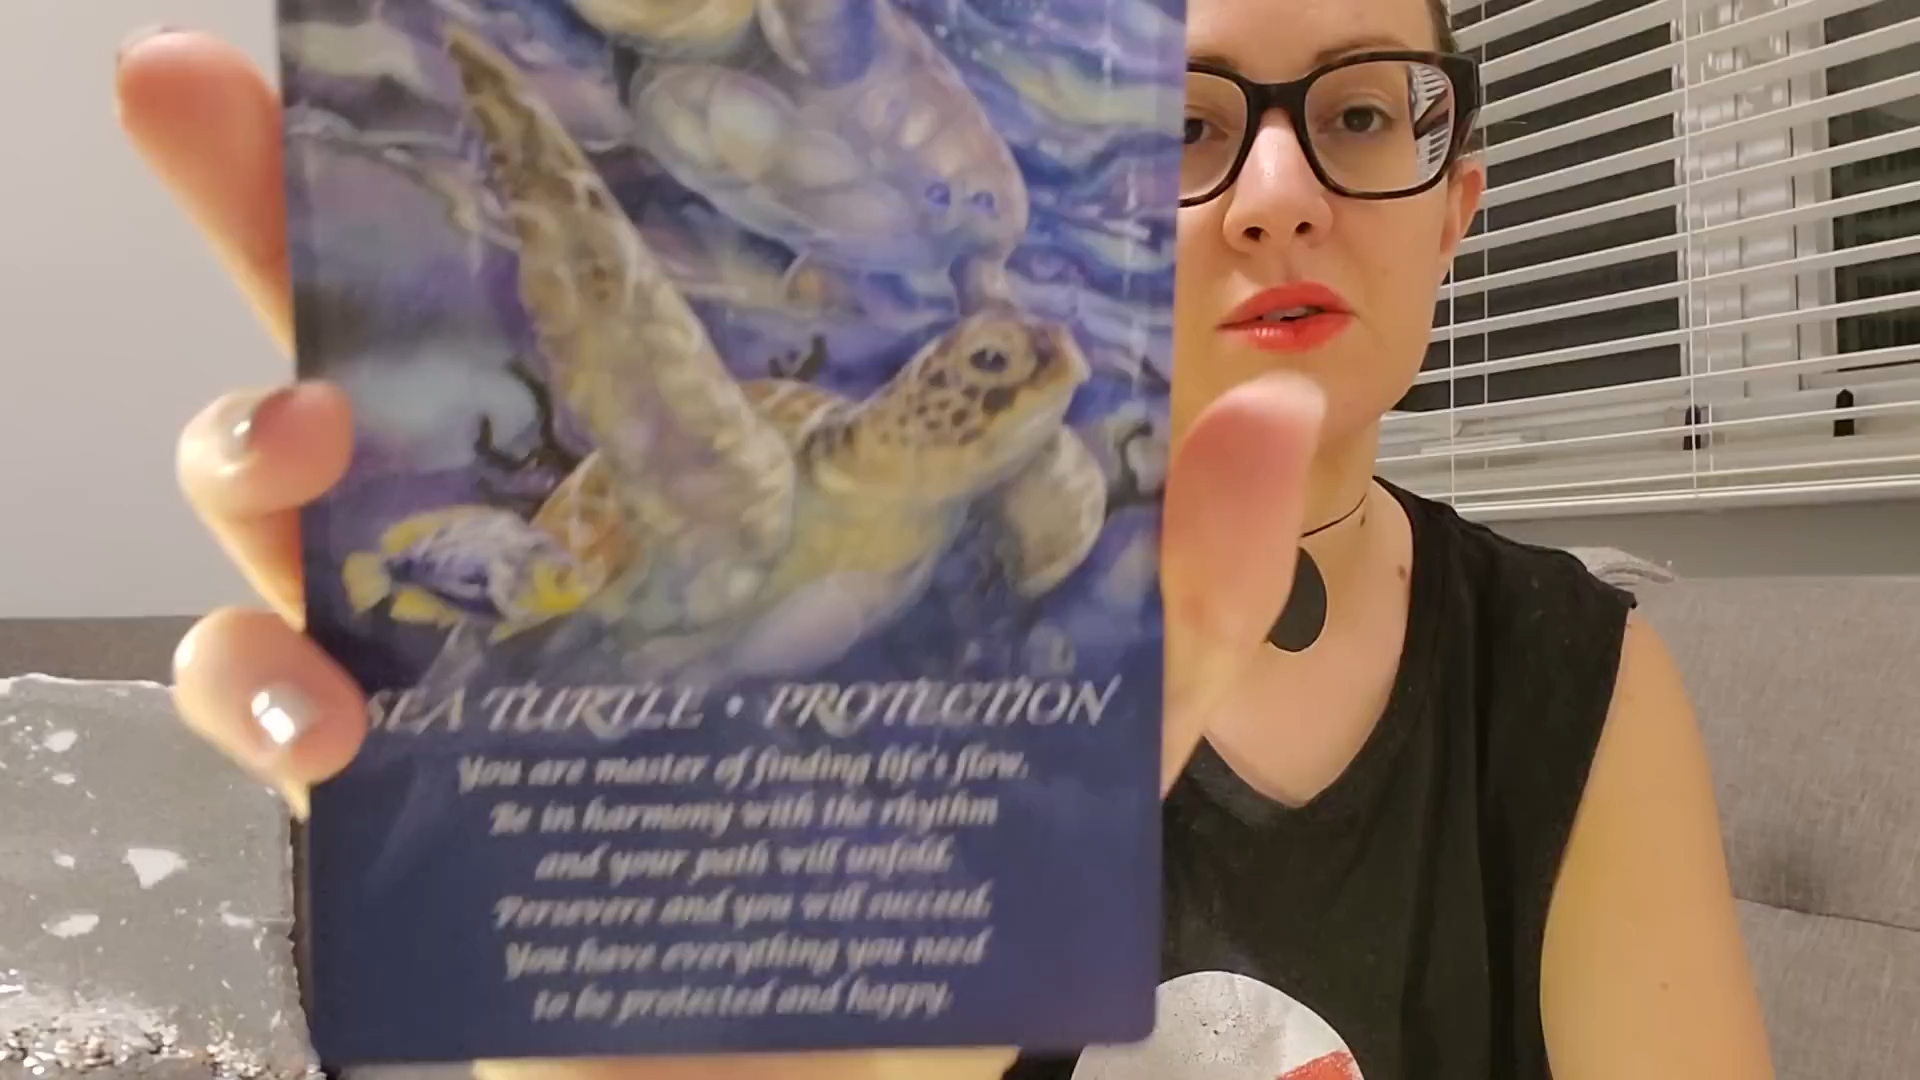 SEA TURTLE • PROTECTION
You are master of finding life's flow.
Be in harmony with the rhythm
and your path will unfold.
Persevere and you will succeed.
You have everything you need
to be protected and happy.